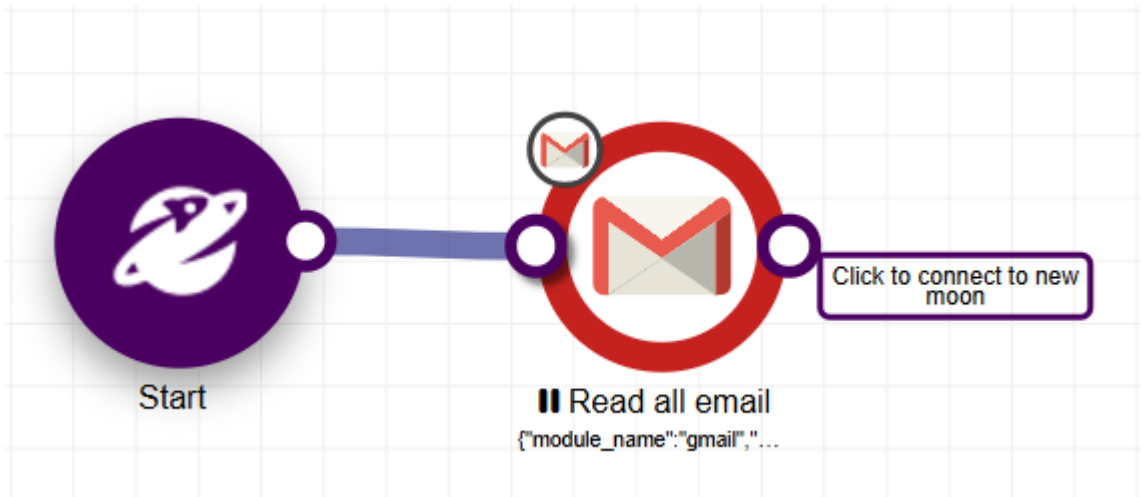 Click to connect to new
moon
Start
Read all email
{"module_name":"gmail","...